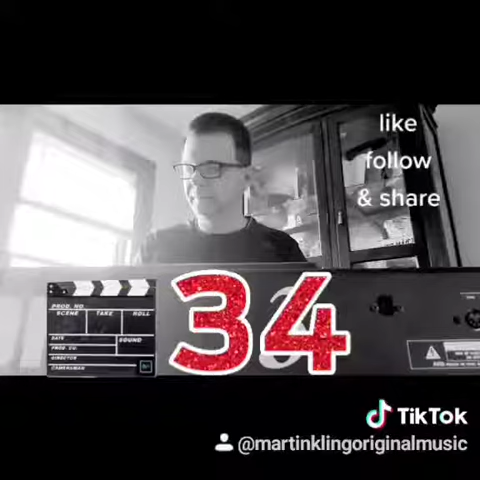 like
follow
& share
34
PROD. NO.
SCENE TAKE ROLL
DATE
SOUND
PROD. CO.
DIRECTOR
CAMERAMAN
TikTok
@martinklingoriginalmusic